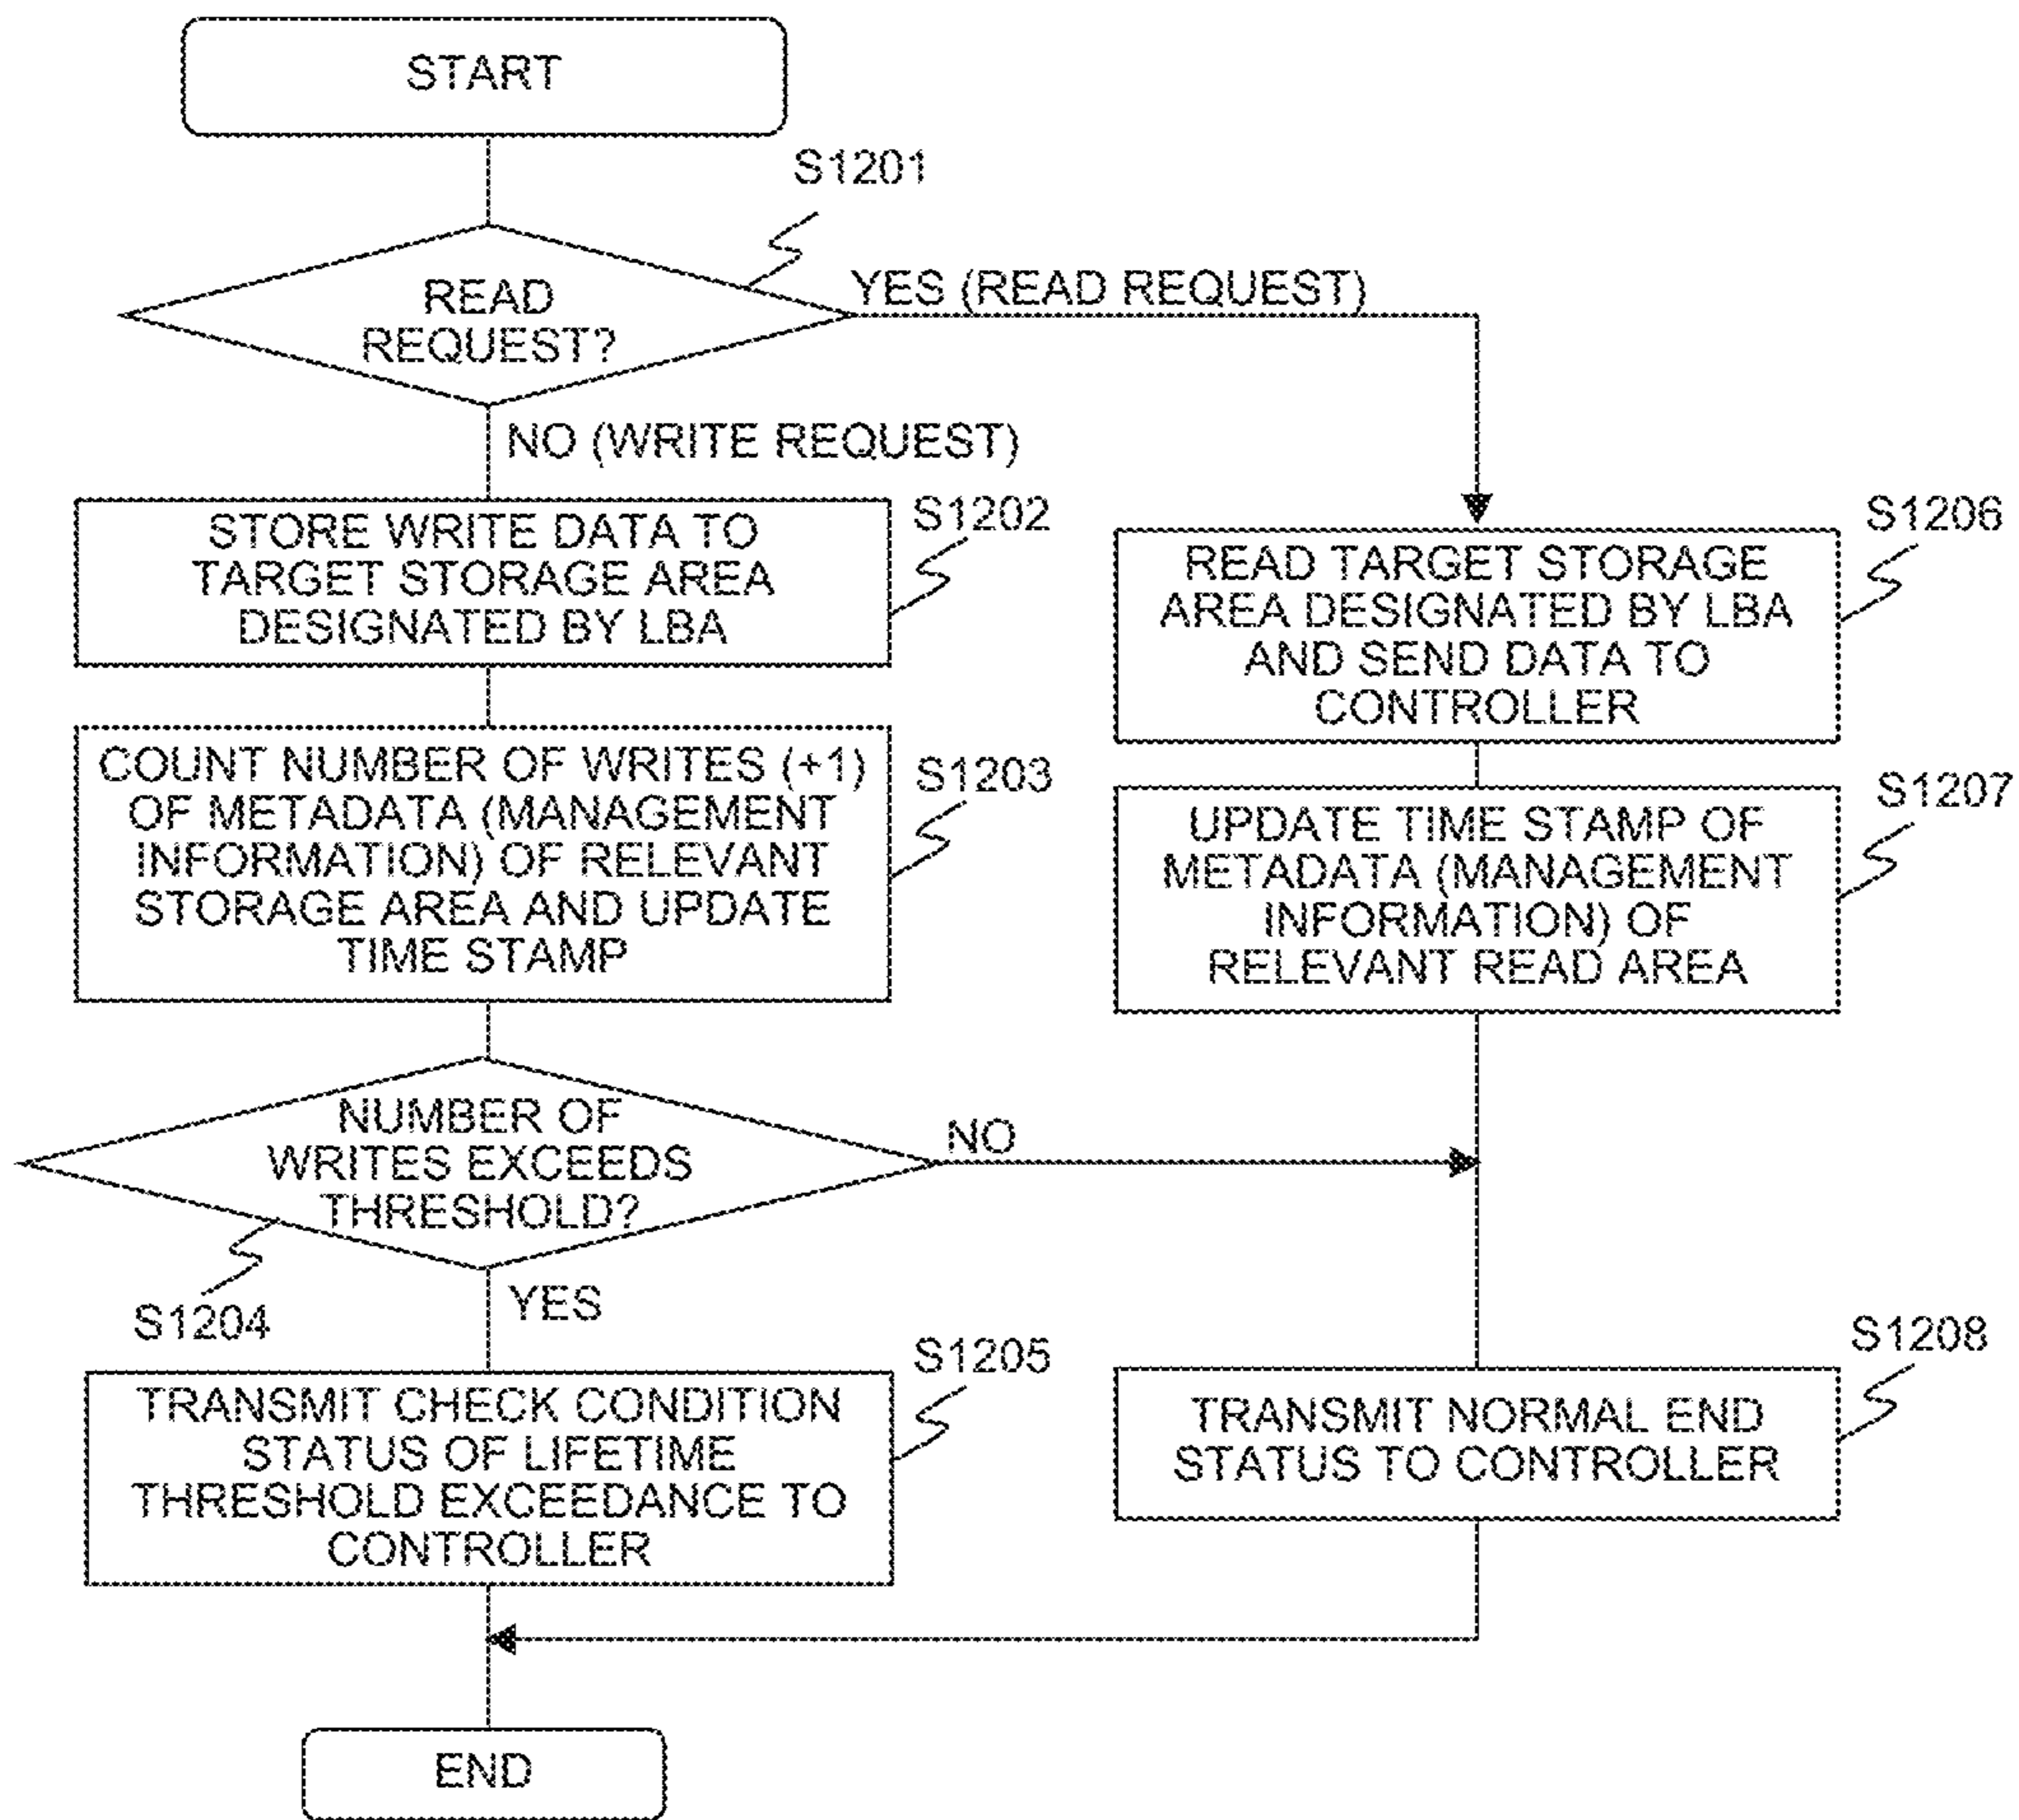 START
S1201
READ
REQUEST?
YES (READ REQUEST)
NO (WRITE REQUEST)
STORE WRITE DATA TO
TARGET STORAGE AREA
DESIGNATED BY LBA
S1202
READ TARGET STORAGE
AREA DESIGNATED BY LBA
AND SEND DATA TO
CONTROLLER
S1206
COUNT NUMBER OF WRITES (+1)
OF METADATA (MANAGEMENT
INFORMATION) OF RELEVANT
STORAGE AREA AND UPDATE
TIME STAMP
S1203
UPDATE TIME STAMP OF
METADATA (MANAGEMENT
INFORMATION) OF
RELEVANT READ AREA
S1207
NUMBER OF
WRITES EXCEEDS
THRESHOLD?
NO
S1204
YES
TRANSMIT CHECK CONDITION
STATUS OF LIFETIME
THRESHOLD EXCEEDANCE TO
CONTROLLER
S1205
TRANSMIT NORMAL END
STATUS TO CONTROLLER
S1208
END